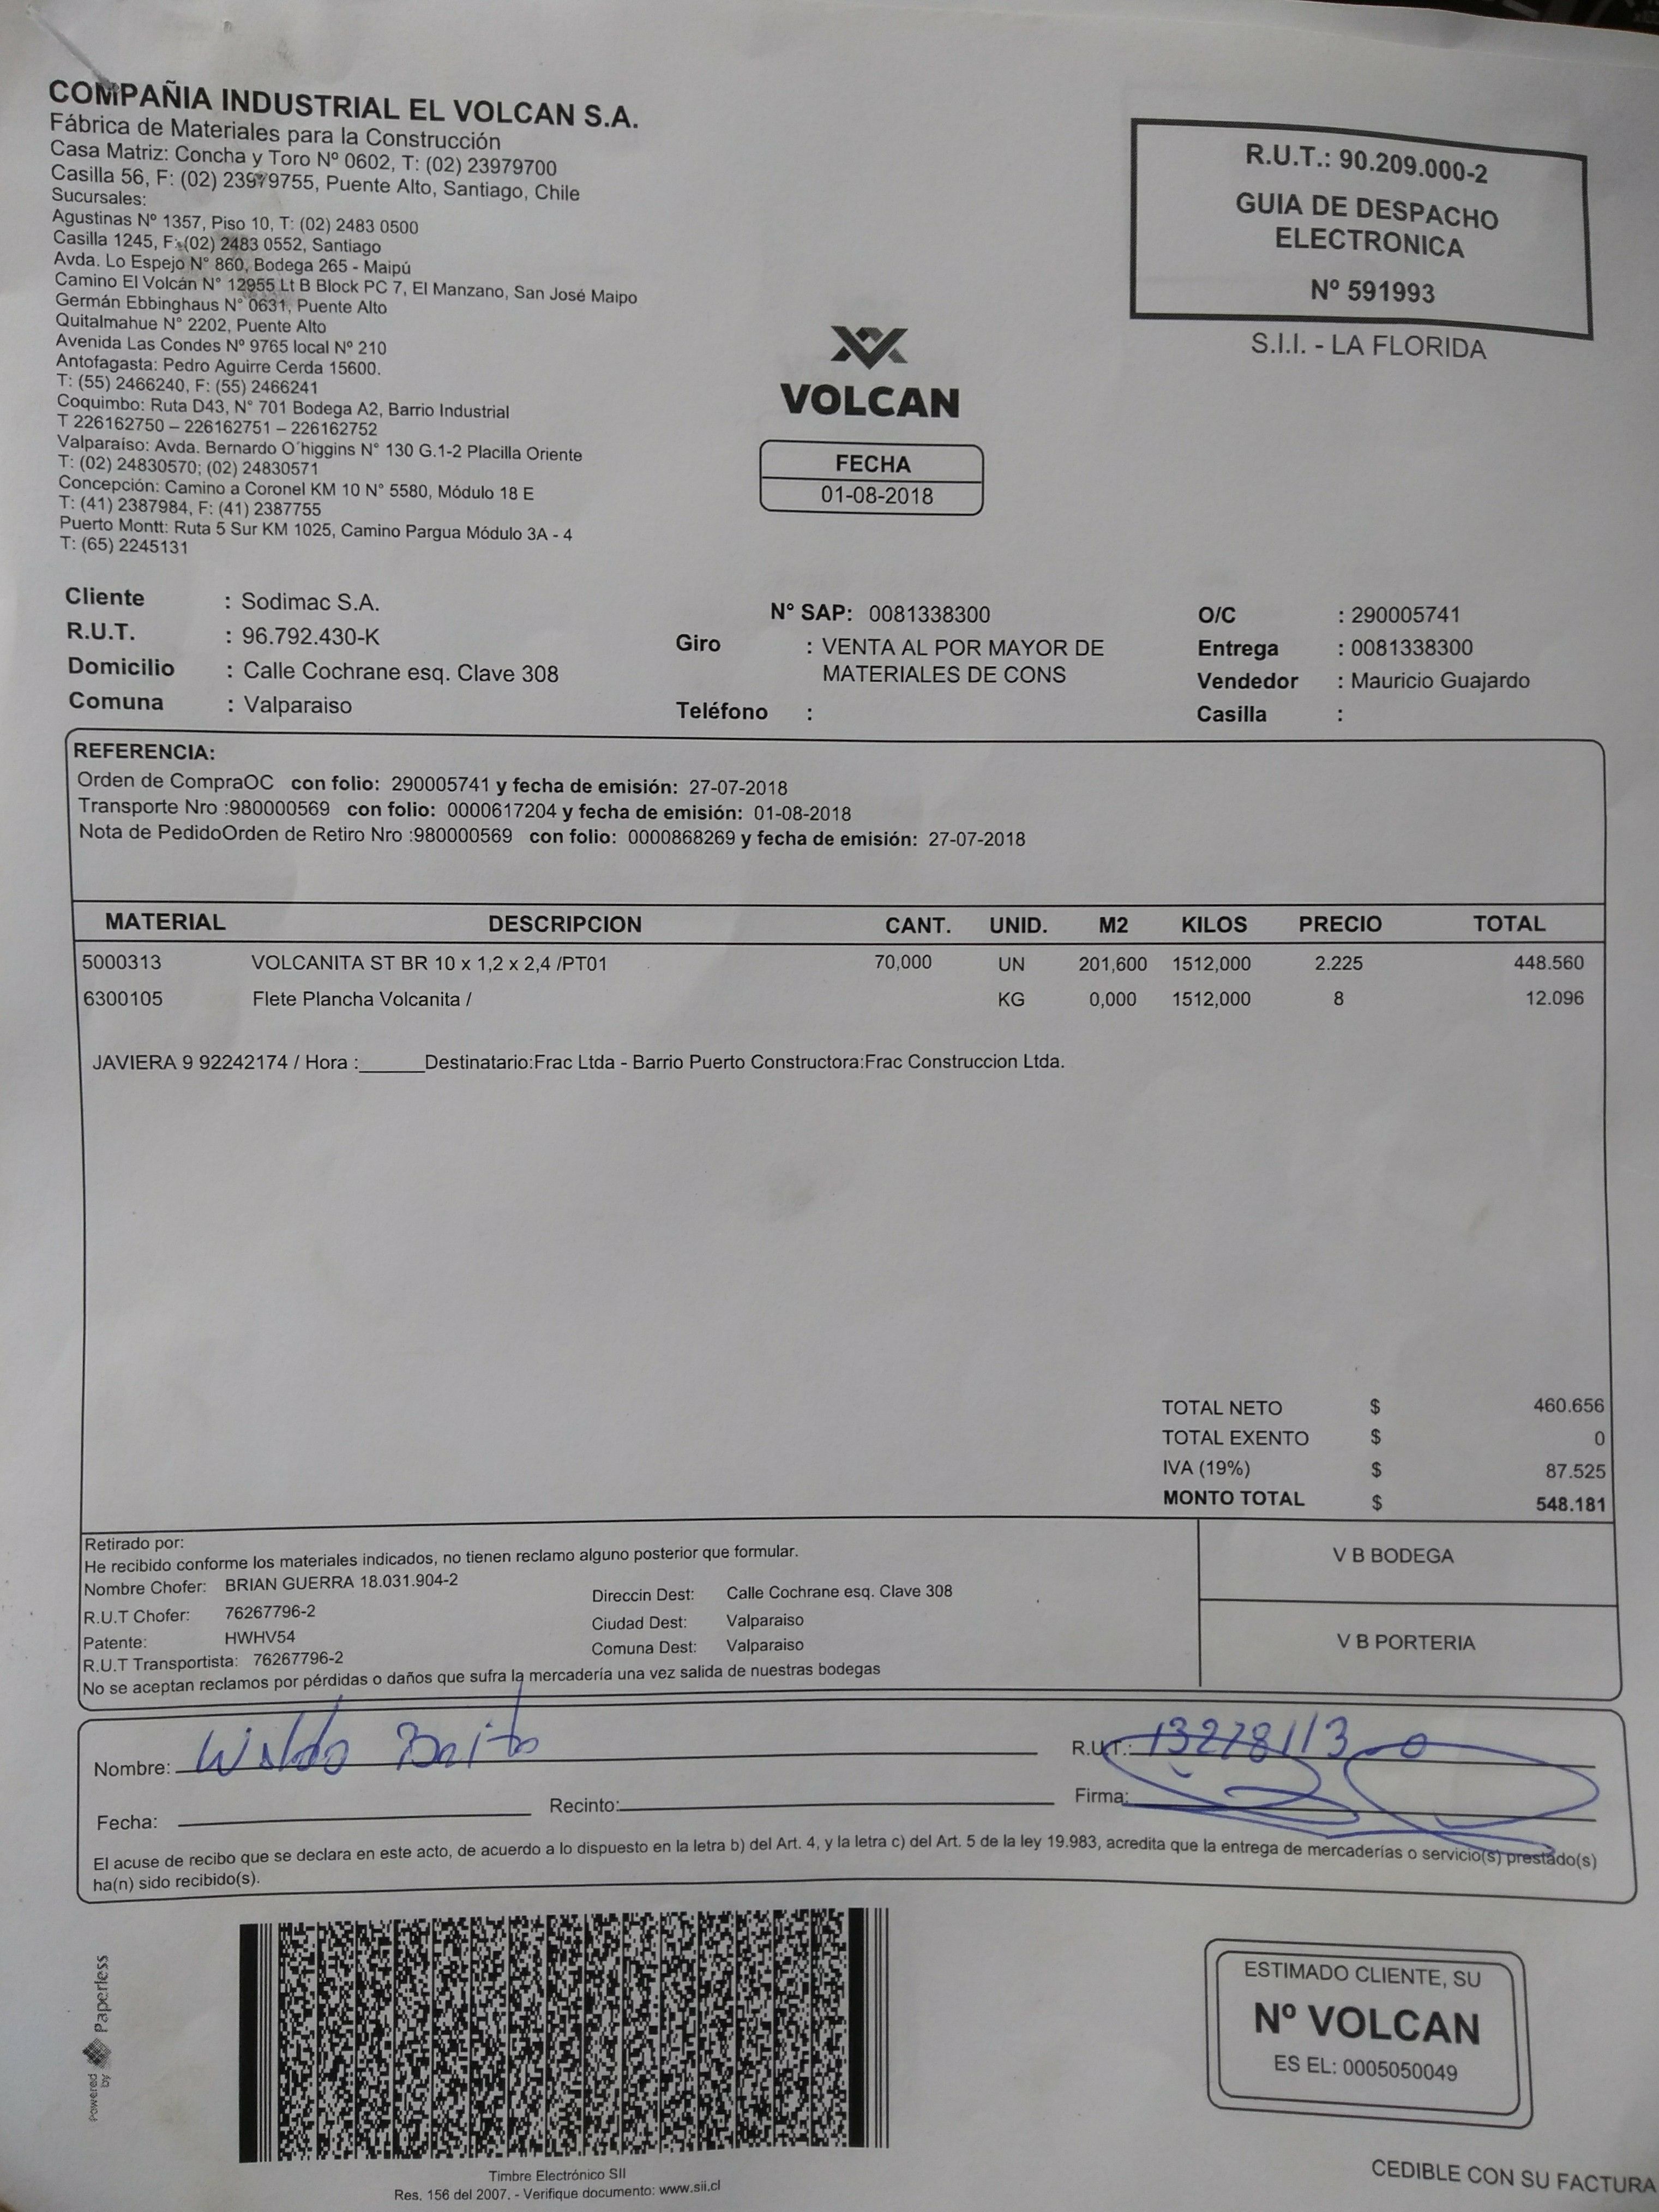 COMPAÑIA INDUSTRIAL EL VOLCAN S.A.
Fábrica de Materiales para la Construcción
Casa Matriz: Concha y Toro Nº 0602, T: (02) 23979700
Casilla 56, F: (02) 23979755, Puente Alto, Santiago, Chile
Sucursales:
Agustinas Nº 1357, Piso 10, T: (02) 2483 0500
Casilla 1245, F: (02) 2483 0552, Santiago
Avda. Lo Espejo N° 860, Bodega 265 - Maipú
Camino El Volcán N° 12955 Lt B Block PC 7, El Manzano, San José Maipo
Germán Ebbinghaus N° 0631, Puente Alto
Quitalmahue N° 2202, Puente Alto
Avenida Las Condes Nº 9765 local Nº 210
Antofagasta: Pedro Aguirre Cerda 15600.
T: (55) 2466240, F: (55) 2466241
Coquimbo: Ruta D43, N° 701 Bodega A2, Barrio Industrial
T 226162750 – 226162751 – 226162752
Valparaíso: Avda. Bernardo O´higgins N° 130 G.1-2 Placilla Oriente
T: (02) 24830570; (02) 24830571
Concepción: Camino a Coronel KM 10 N° 5580, Módulo 18 E
T: (41) 2387984, F: (41) 2387755
Puerto Montt: Ruta 5 Sur KM 1025, Camino Pargua Módulo 3A - 4
T: (65) 2245131
VOLCAN
FECHA
01-08-2018
R.U.T.: 90.209.000-2
GUIA DE DESPACHO
ELECTRONICA
Nº 591993
S.I.I. - LA FLORIDA
Cliente : Sodimac S.A.
R.U.T. : 96.792.430-K
Domicilio : Calle Cochrane esq. Clave 308
Comuna : Valparaiso
N° SAP: 0081338300
Giro : VENTA AL POR MAYOR DE
MATERIALES DE CONS
Teléfono :
O/C : 290005741
Entrega : 0081338300
Vendedor : Mauricio Guajardo
Casilla :
REFERENCIA:
Orden de CompraOC con folio: 290005741 y fecha de emisión: 27-07-2018
Transporte Nro :980000569 con folio: 0000617204 y fecha de emisión: 01-08-2018
Nota de PedidoOrden de Retiro Nro :980000569 con folio: 0000868269 y fecha de emisión: 27-07-2018
MATERIAL DESCRIPCION CANT. UNID. M2 KILOS PRECIO TOTAL
5000313 VOLCANITA ST BR 10 x 1,2 x 2,4 /PT01 70,000 UN 201,600 1512,000 2.225 448.560
6300105 Flete Plancha Volcanita / KG 0,000 1512,000 8 12.096
JAVIERA 9 92242174 / Hora :______Destinatario:Frac Ltda - Barrio Puerto Constructora:Frac Construccion Ltda.
TOTAL NETO $ 460.656
TOTAL EXENTO $ 0
IVA (19%) $ 87.525
MONTO TOTAL $ 548.181
Retirado por:
He recibido conforme los materiales indicados, no tienen reclamo alguno posterior que formular.
Nombre Chofer: BRIAN GUERRA 18.031.904-2
R.U.T Chofer: 76267796-2
Patente: HWHV54
R.U.T Transportista: 76267796-2
Direccin Dest: Calle Cochrane esq. Clave 308
Ciudad Dest: Valparaiso
Comuna Dest: Valparaiso
No se aceptan reclamos por pérdidas o daños que sufra la mercadería una vez salida de nuestras bodegas
V B BODEGA
V B PORTERIA
Nombre: R.U.T.: 13278113-0
Fecha: Recinto: Firma:
El acuse de recibo que se declara en este acto, de acuerdo a lo dispuesto en la letra b) del Art. 4, y la letra c) del Art. 5 de la ley 19.983, acredita que la entrega de mercaderías o servicio(s) prestado(s)
ha(n) sido recibido(s).
Powered by Paperless
Timbre Electrónico SII
Res. 156 del 2007. - Verifique documento: www.sii.cl
ESTIMADO CLIENTE, SU
Nº VOLCAN
ES EL: 0005050049
CEDIBLE CON SU FACTURA